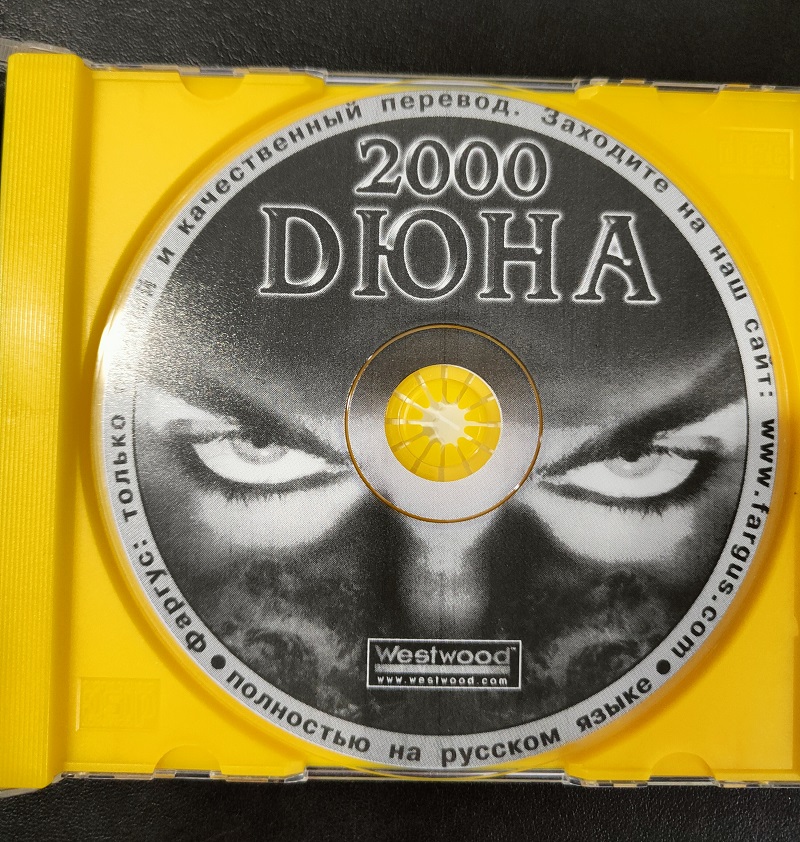 2000
DЮНА
Westwood™
www.westwood.com
Фаргус: только и качественный перевод. Заходите на наш сайт: www.fargus.com
полностью на русском языке